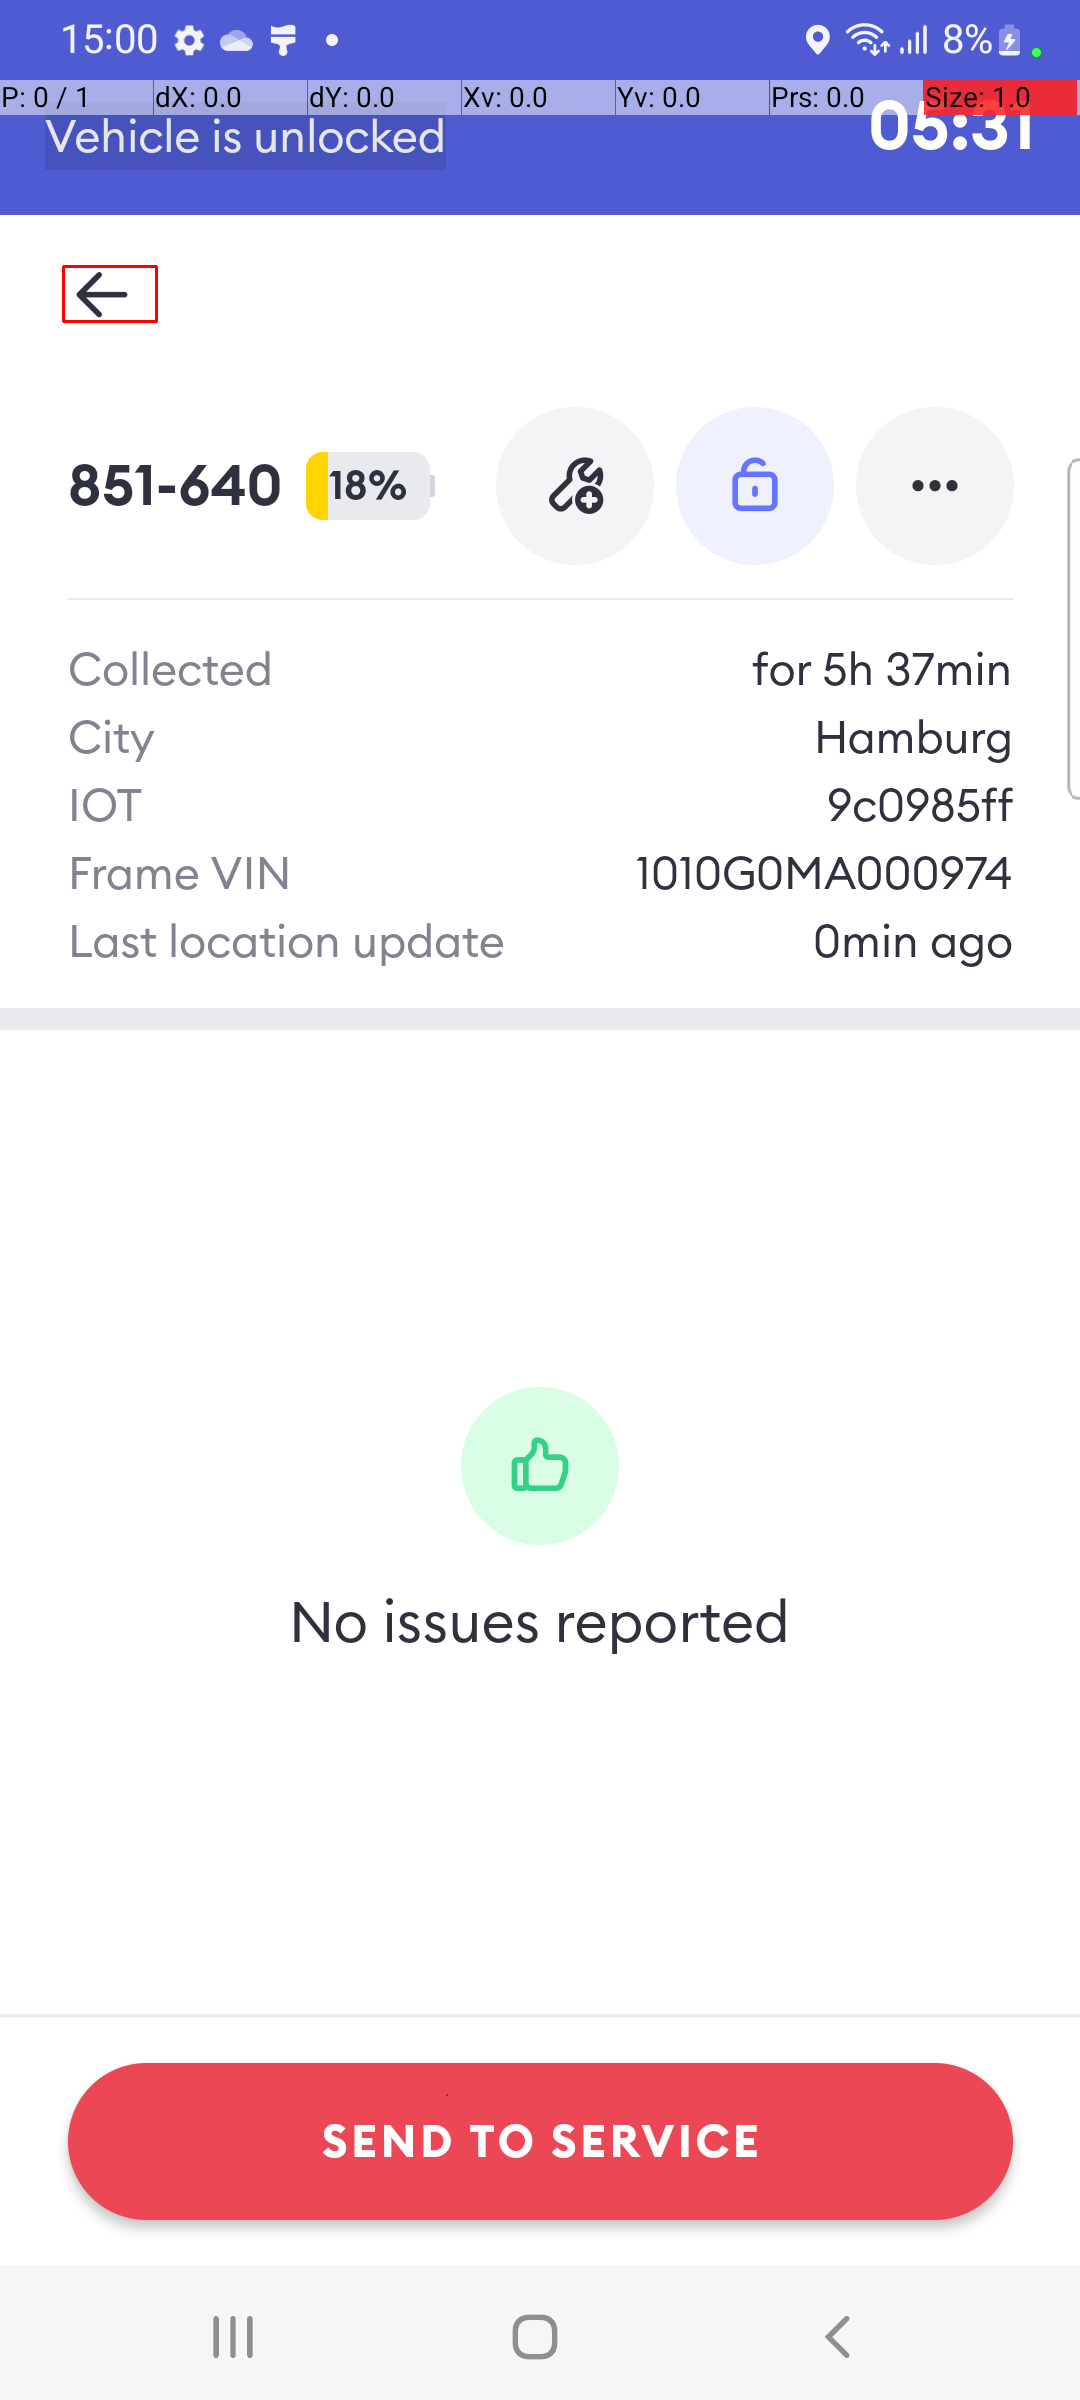 15:00 8%
P: 0 / 1 dX: 0.0 dY: 0.0 Xv: 0.0 Yv: 0.0 Prs: 0.0 Size: 1.0
Vehicle is unlocked 05:31
851-640 18%
Collected for 5h 37min
City Hamburg
IOT 9c0985ff
Frame VIN 1010G0MA000974
Last location update 0min ago
No issues reported
SEND TO SERVICE